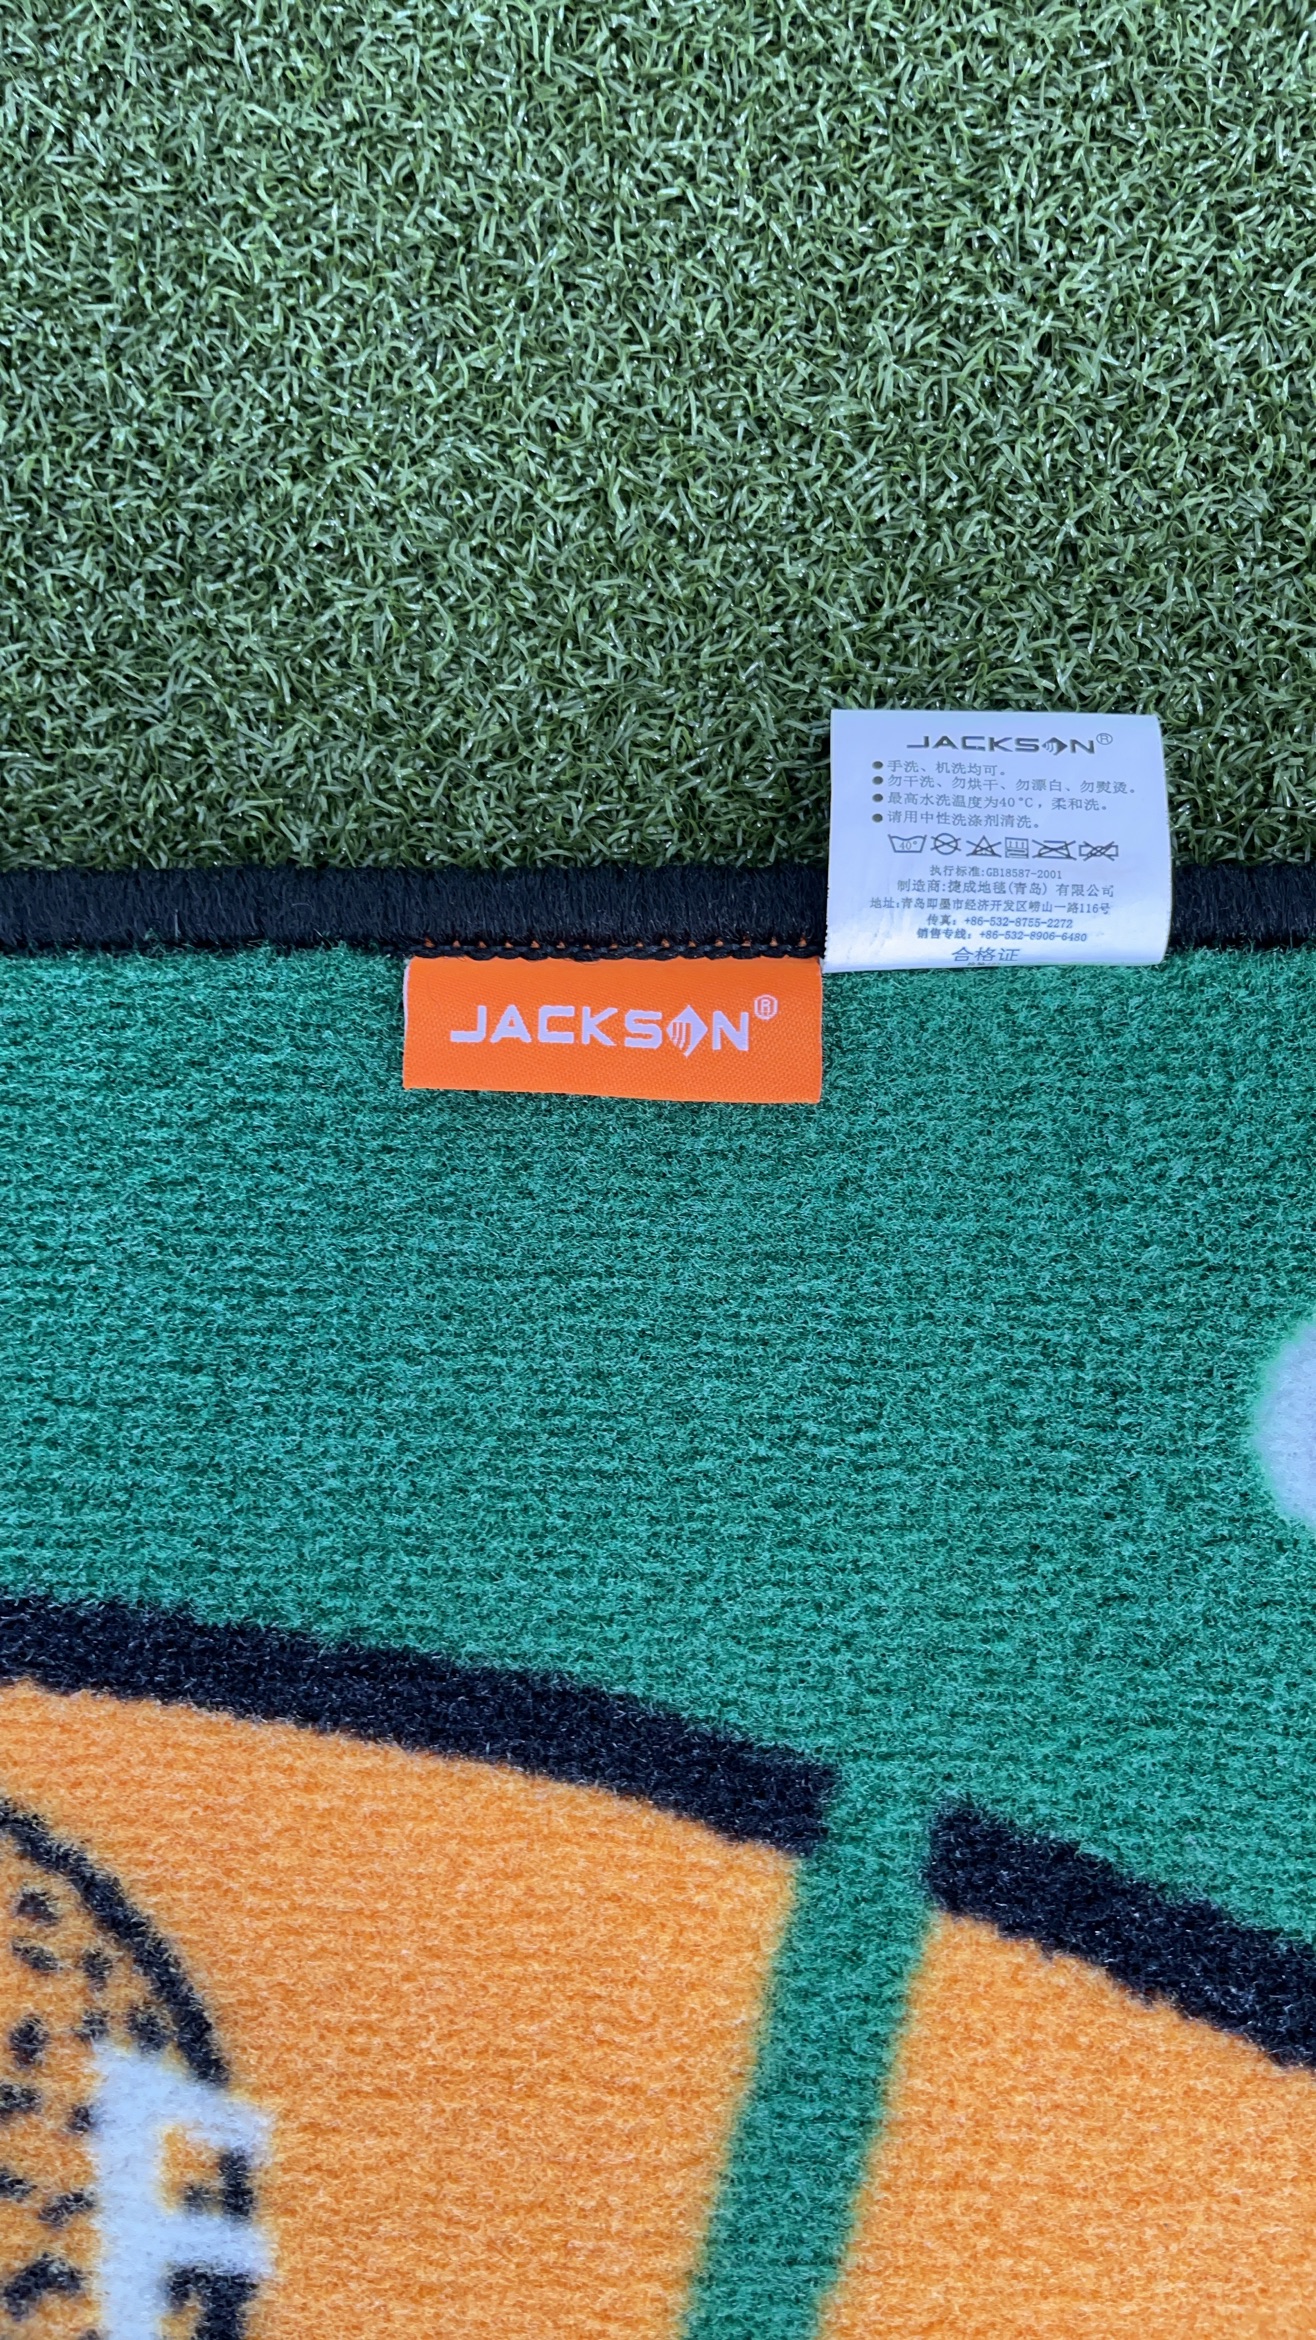 JACKSON®
● 手洗、机洗均可。
● 勿干洗、勿烘干、勿漂白、勿熨烫。
● 最高水洗温度为40°C，柔和洗。
● 请用中性洗涤剂清洗。
40°
执行标准:GB18587-2001
制造商:捷成地毯(青岛)有限公司
地址:青岛即墨市经济开发区崂山一路116号
传真: +86-532-8755-2272
销售专线: +86-532-8906-6480
合格证
JACKSON®